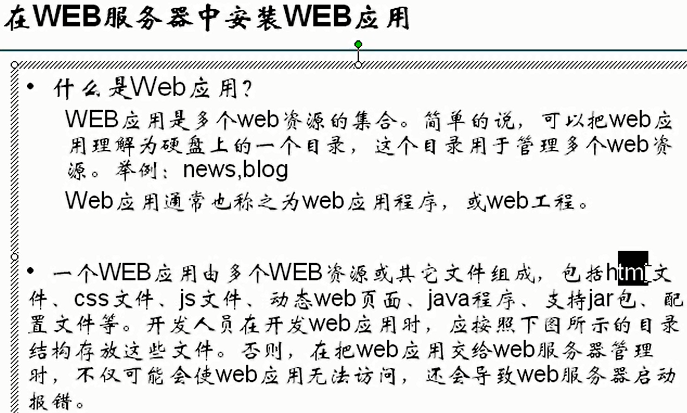 在WEB服务器中安装WEB应用
• 什么是Web应用？
WEB应用是多个web资源的集合。简单的说，可以把web应
用理解为硬盘上的一个目录，这个目录用于管理多个web资
源。举例：news,blog
Web应用通常也称之为web应用程序，或web工程。
• 一个WEB应用由多个WEB资源或其它文件组成，包括html文
件、css文件、js文件、动态web页面、java程序、支持jar包、配
置文件等。开发人员在开发web应用时，应按照下图所示的目录
结构存放这些文件。否则，在把web应用交给web服务器管理
时，不仅可能会使web应用无法访问，还会导致web服务器启动
报错。